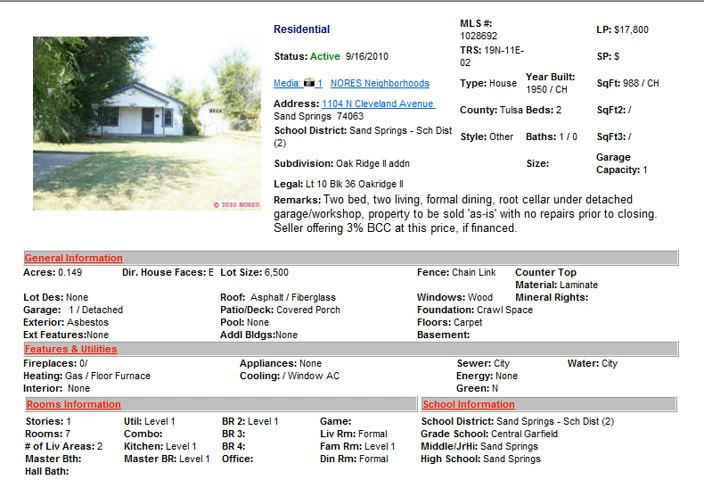 Residential
MLS #:
1028692
LP: $17,800
Status: Active 9/16/2010
TRS: 19N-11E-
02
SP: $
Media: 1 NORES Neighborhoods
Type: House
Year Built:
1950 / CH
SqFt: 988 / CH
Address: 1104 N Cleveland Avenue
Sand Springs 74063
County: Tulsa
Beds: 2
SqFt2: /
School District: Sand Springs - Sch Dist
(2)
Style: Other
Baths: 1 / 0
SqFt3: /
Subdivision: Oak Ridge II addn
Size:
Garage
Capacity: 1
Legal: Lt 10 Blk 36 Oakridge II
Remarks: Two bed, two living, formal dining, root cellar under detached
garage/workshop, property to be sold 'as-is' with no repairs prior to closing.
Seller offering 3% BCC at this price, if financed.
© 2010 NORES
General Information
Acres: 0.149 Dir. House Faces: E Lot Size: 6,500 Fence: Chain Link Counter Top
Material: Laminate
Lot Des: None Roof: Asphalt / Fiberglass Windows: Wood Mineral Rights:
Garage: 1 / Detached Patio/Deck: Covered Porch Foundation: Crawl Space
Exterior: Asbestos Pool: None Floors: Carpet
Ext Features:None Addl Bldgs:None Basement:
Features & Utilities
Fireplaces: 0/ Appliances: None Sewer: City Water: City
Heating: Gas / Floor Furnace Cooling: / Window AC Energy: None
Interior: None Green: N
Rooms Information School Information
Stories: 1 Util: Level 1 BR 2: Level 1 Game: School District: Sand Springs - Sch Dist (2)
Rooms: 7 Combo: BR 3: Liv Rm: Formal Grade School: Central Garfield
# of Liv Areas: 2 Kitchen: Level 1 BR 4: Fam Rm: Level 1 Middle/JrHi: Sand Springs
Master Bth: Master BR: Level 1 Office: Din Rm: Formal High School: Sand Springs
Hall Bath: